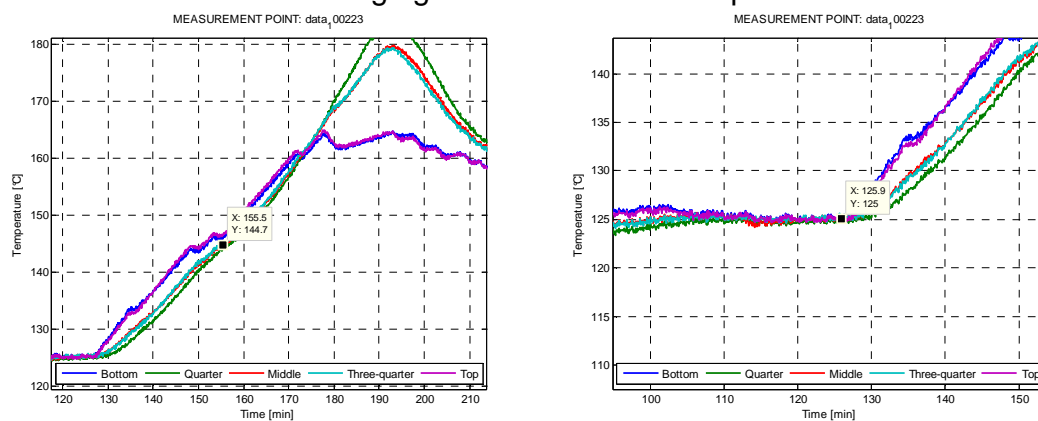 MEASUREMENT POINT: data100223
180
170
160
150
140
130
120
Temperature [°C]
X: 155.5
Y: 144.7
Bottom Quarter Middle Three-quarter Top
120 130 140 150 160 170 180 190 200 210
Time [min]
MEASUREMENT POINT: data100223
140
135
130
125
120
115
110
Temperature [°C]
X: 125.9
Y: 125
Bottom Quarter Middle Three-quarter Top
100 110 120 130 140 150
Time [min]